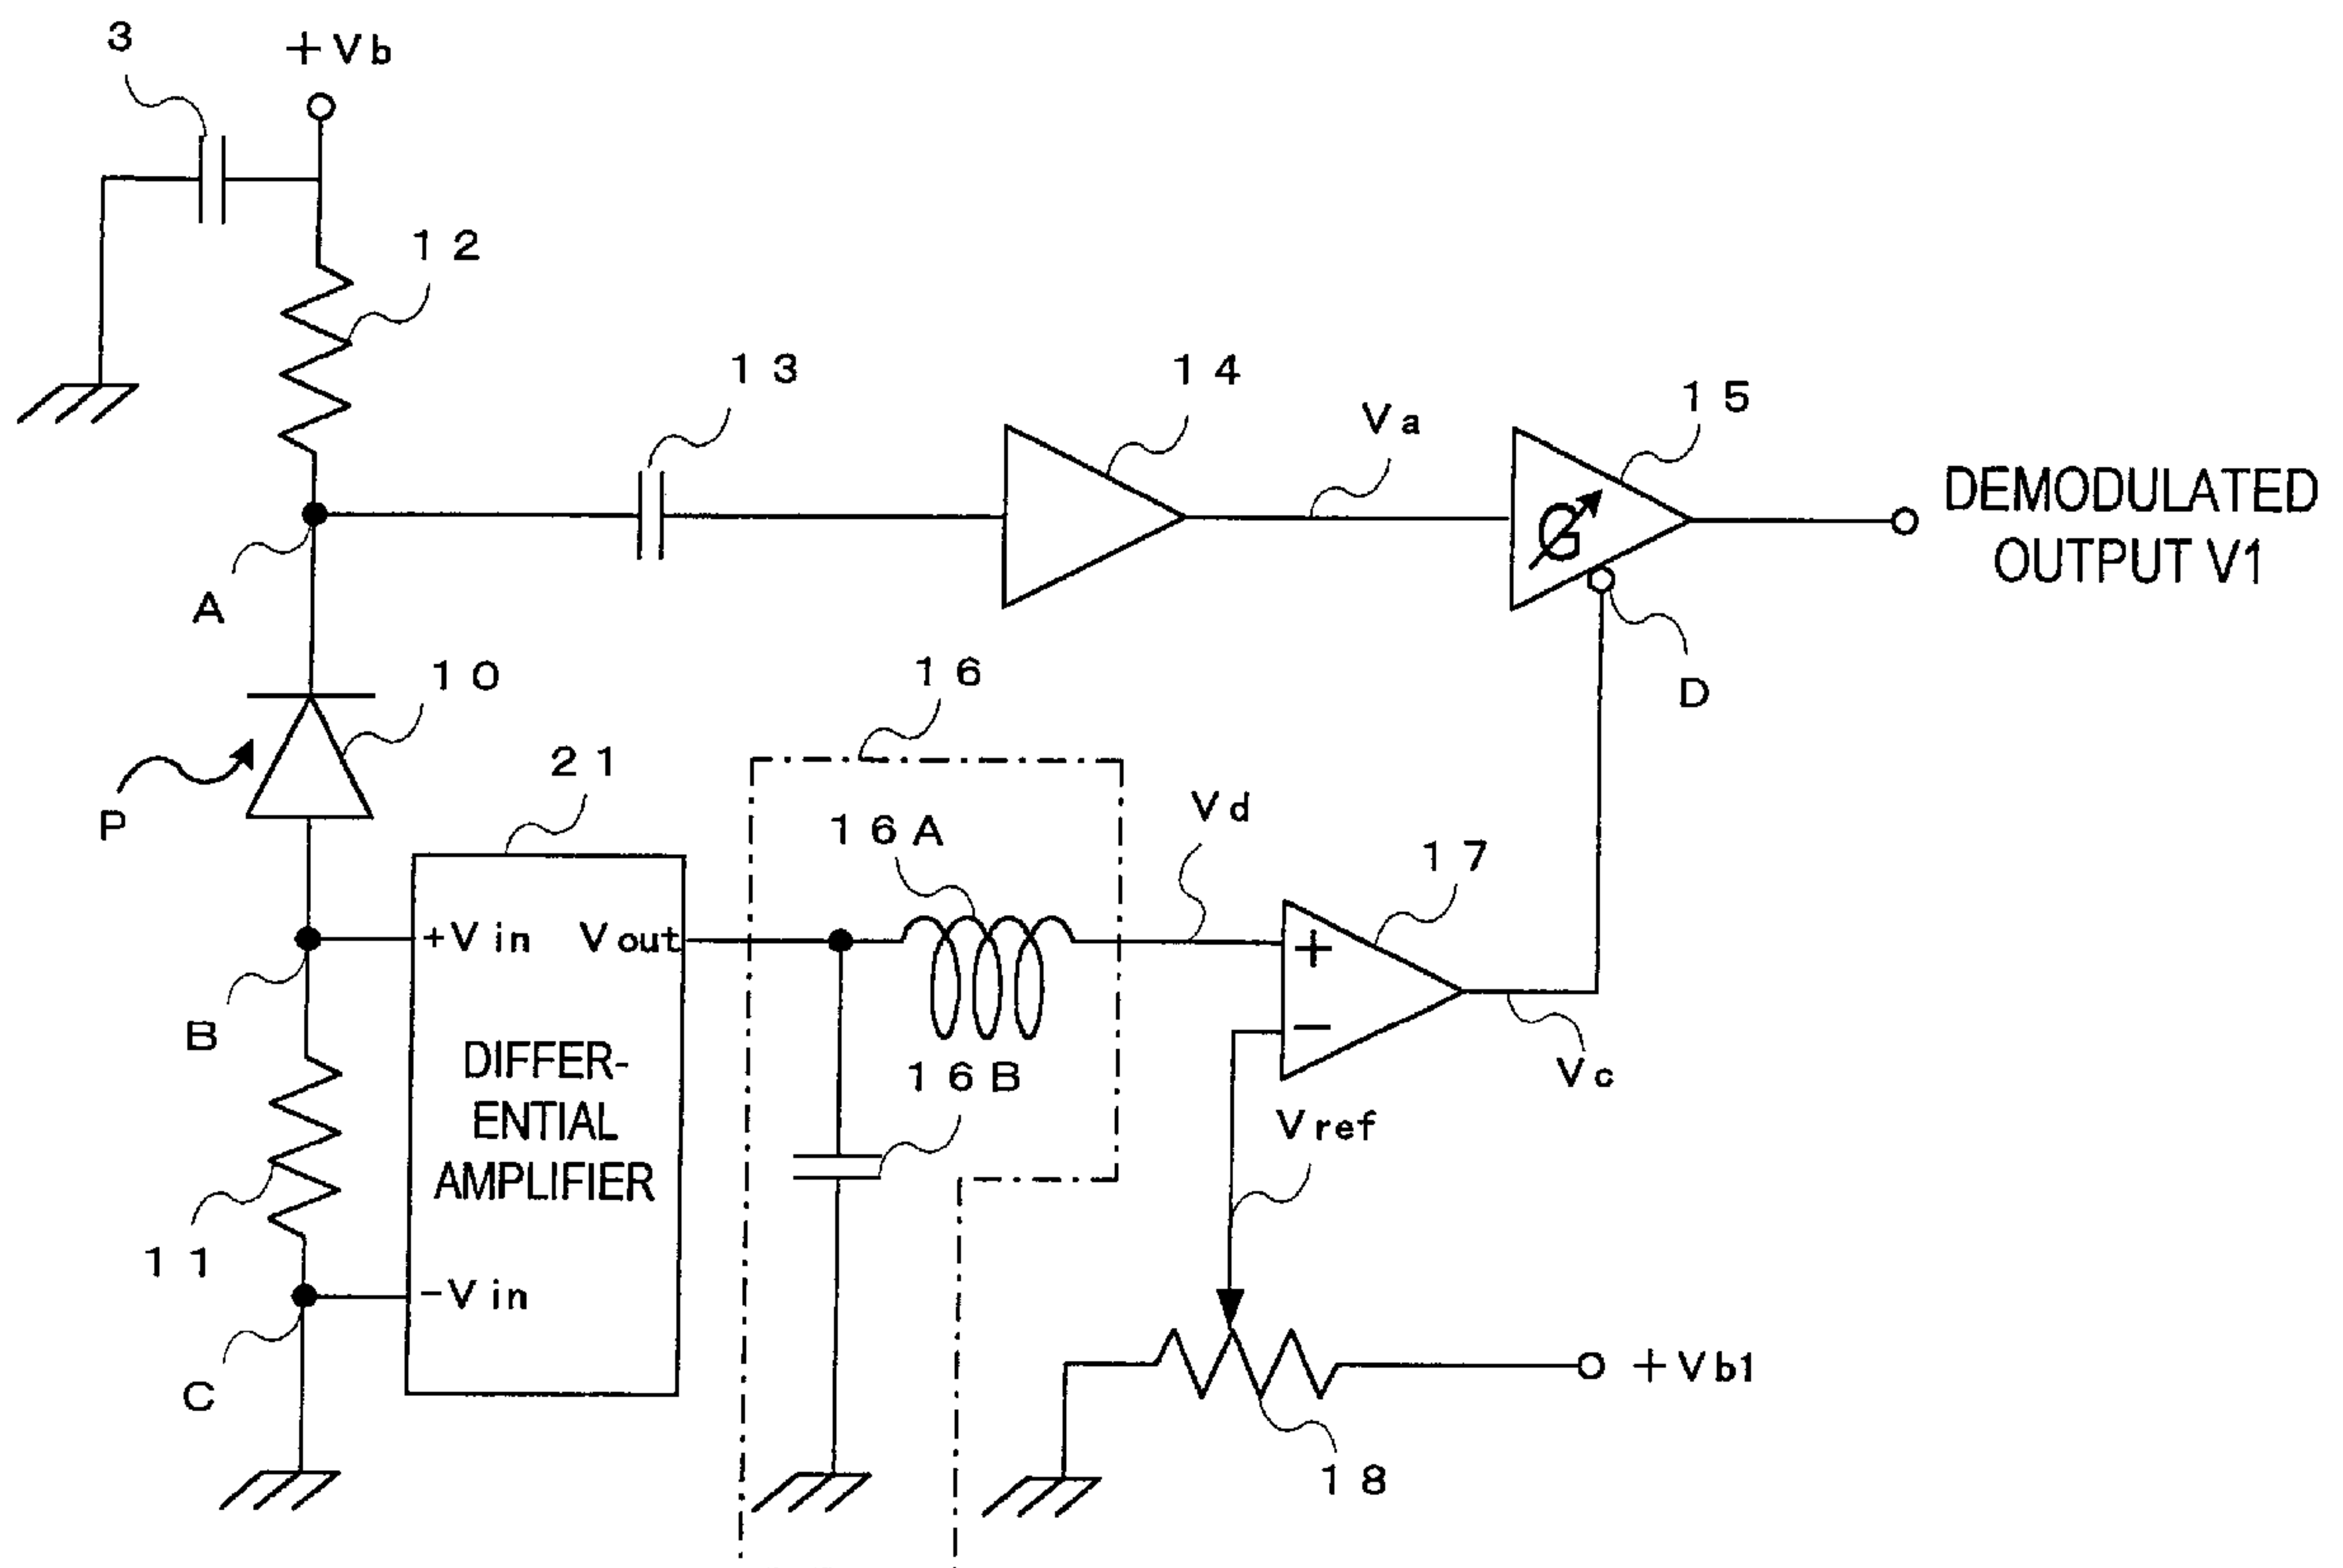 3
+Vb
12
13
14
Va
15
G
DEMODULATED
OUTPUT V1
A
D
10
P
16
21
16A
Vd
17
+Vin
Vout
+
B
-
DIFFER-
ENTIAL
AMPLIFIER
16B
Vc
Vref
11
-Vin
C
+Vb1
18